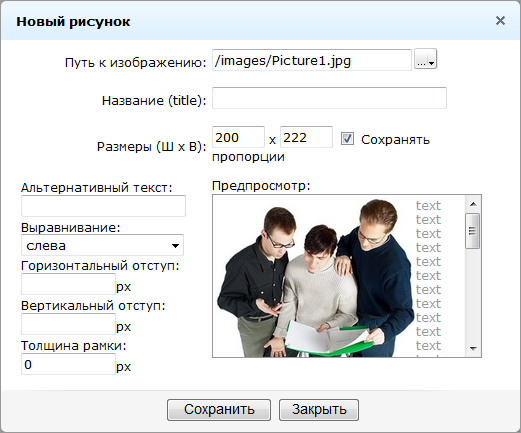 Новый рисунок
Путь к изображению: /images/Picture1.jpg ...
Название (title):
Размеры (Ш x В): 200 x 222 Сохранять
пропорции
Альтернативный текст:
Выравнивание:
слева
Горизонтальный отступ:
px
Вертикальный отступ:
px
Толщина рамки:
0 px
Предпросмотр:
text
text
text
text
text
text
text
text
text
text
text
Сохранить Закрыть